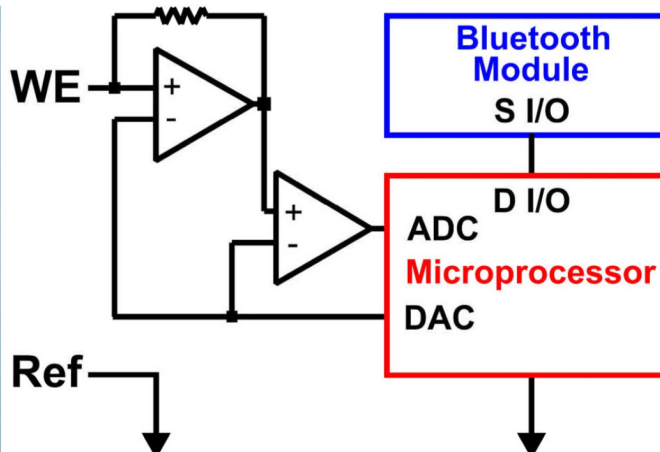 WE
+
-
+
-
Bluetooth
Module
S I/O
D I/O
ADC
Microprocessor
DAC
Ref